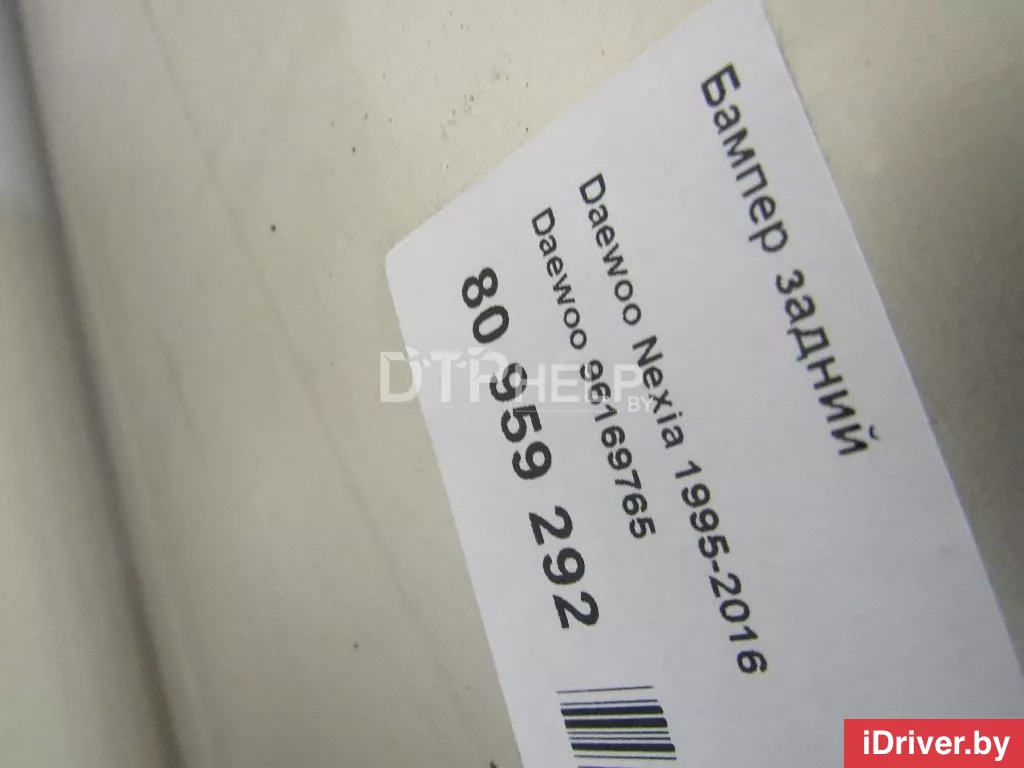 Бампер задний
Daewoo Nexia 1995-2016
Daewoo 96169765
80 959 292
DTPHELP
BY
iDriver.by